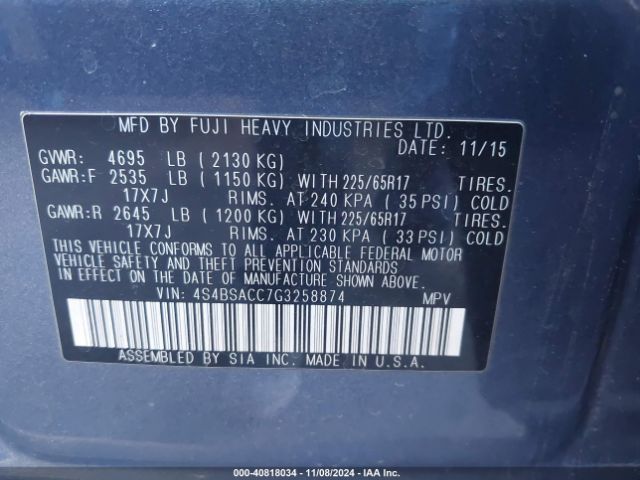 MFD BY FUJI HEAVY INDUSTRIES LTD.
DATE: 11/15
GVWR: 4695 LB (2130 KG)
GAWR:F 2535 LB (1150 KG) WITH 225/65R17 TIRES.
17X7J RIMS. AT 240 KPA (35 PSI) COLD
GAWR:R 2645 LB (1200 KG) WITH 225/65R17 TIRES.
17X7J RIMS. AT 230 KPA (33 PSI) COLD
THIS VEHICLE CONFORMS TO ALL APPLICABLE FEDERAL MOTOR
VEHICLE SAFETY AND THEFT PREVENTION STANDARDS
IN EFFECT ON THE DATE OF MANUFACTURE SHOWN ABOVE.
VIN: 4S4BSACC7G3258874 MPV
ASSEMBLED BY SIA INC. MADE IN U.S.A.
000-40818034 - 11/08/2024 - IAAI.COM